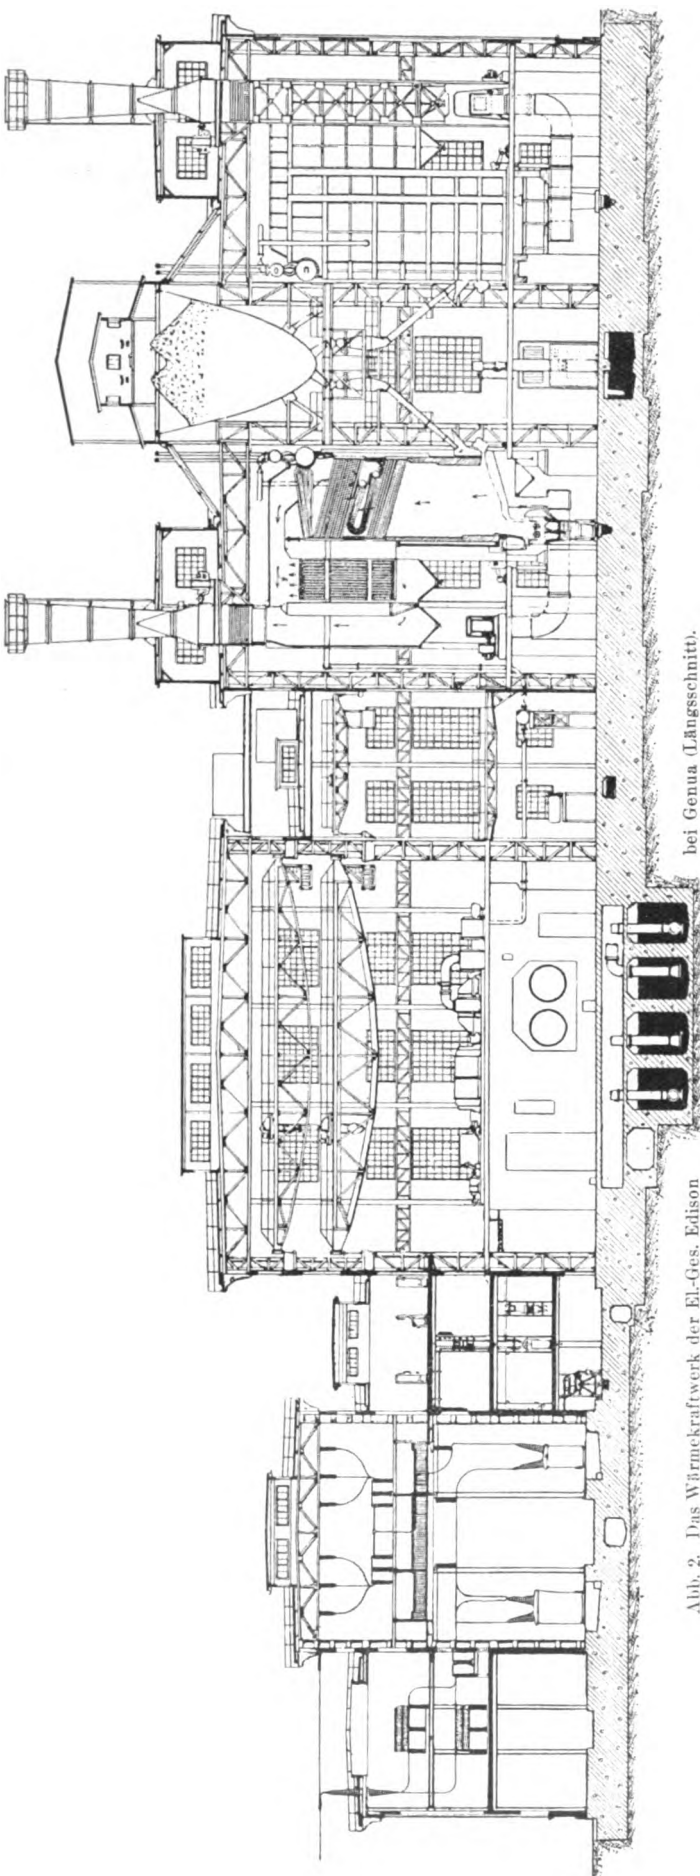 Abb. 2. Das Wärmekraftwerk der El.-Ges. Edison bei Genua (Längsschnitt).